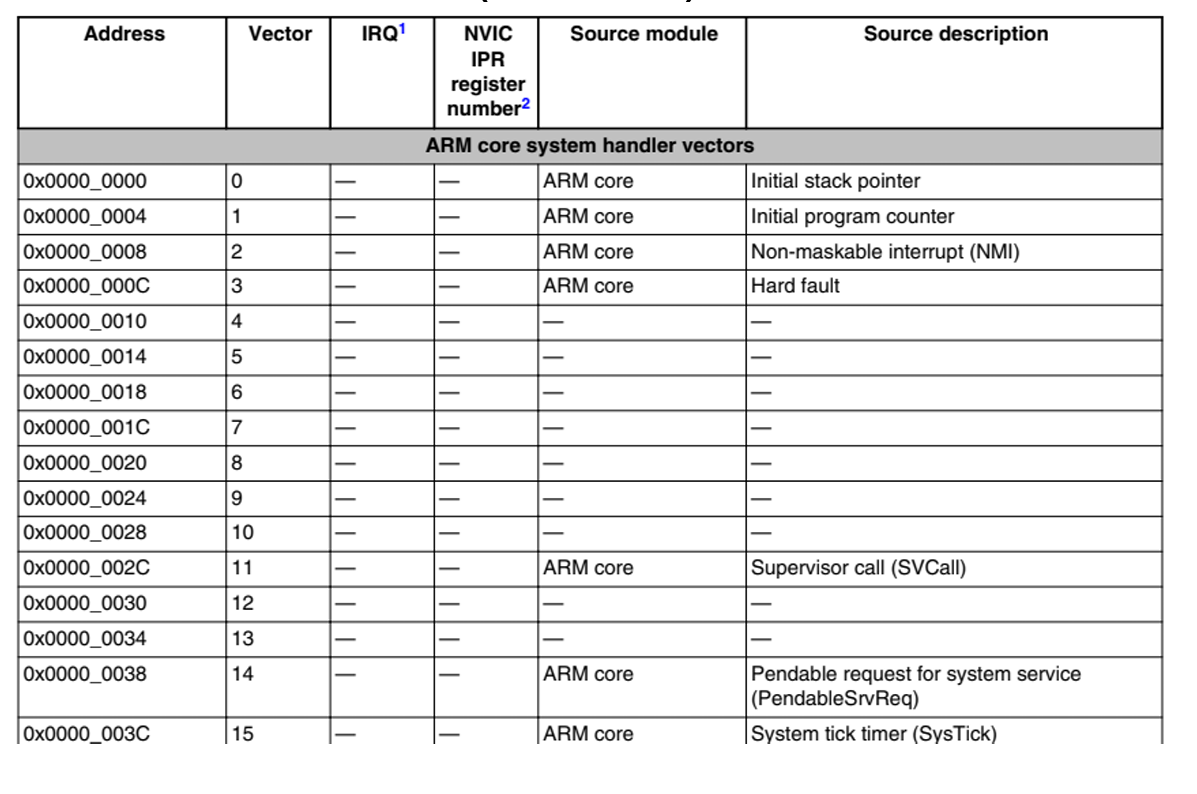 Address Vector IRQ1 NVIC IPR register number2 Source module Source description
ARM core system handler vectors
0x0000_0000 0 — — ARM core Initial stack pointer
0x0000_0004 1 — — ARM core Initial program counter
0x0000_0008 2 — — ARM core Non-maskable interrupt (NMI)
0x0000_000C 3 — — ARM core Hard fault
0x0000_0010 4 — — — —
0x0000_0014 5 — — — —
0x0000_0018 6 — — — —
0x0000_001C 7 — — — —
0x0000_0020 8 — — — —
0x0000_0024 9 — — — —
0x0000_0028 10 — — — —
0x0000_002C 11 — — ARM core Supervisor call (SVCall)
0x0000_0030 12 — — — —
0x0000_0034 13 — — — —
0x0000_0038 14 — — ARM core Pendable request for system service
(PendableSrvReq)
0x0000_003C 15 — — ARM core System tick timer (SysTick)